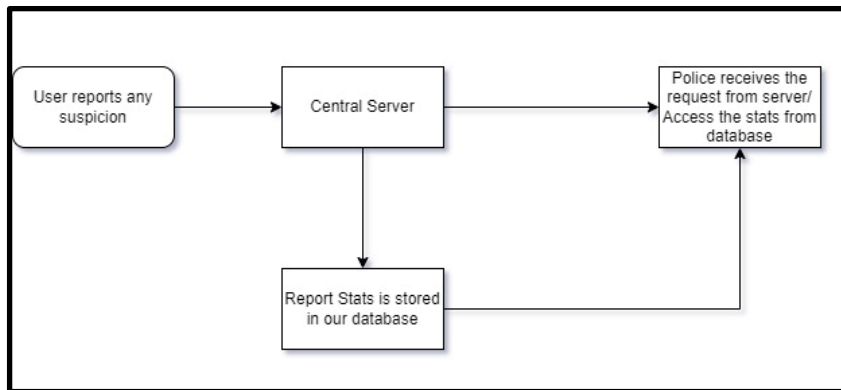 User reports any
suspicion
Central Server
Police receives the
request from server/
Access the stats from
database
Report Stats is stored
in our database